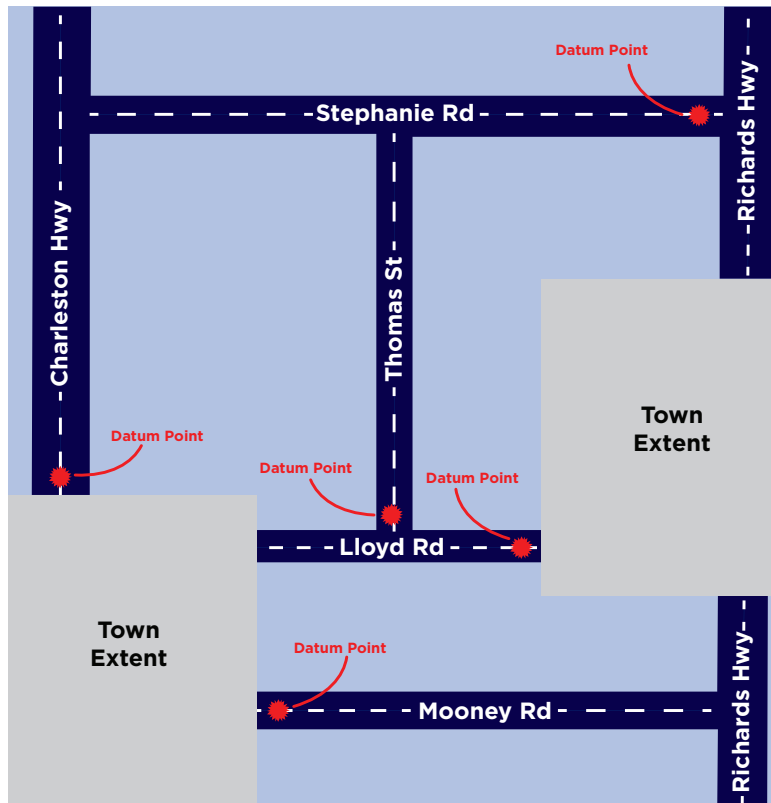 Datum Point
Stephanie Rd
Richards Hwy
Charleston Hwy
Thomas St
Town
Extent
Datum Point
Datum Point
Datum Point
Lloyd Rd
Town
Extent
Datum Point
Mooney Rd
Richards Hwy